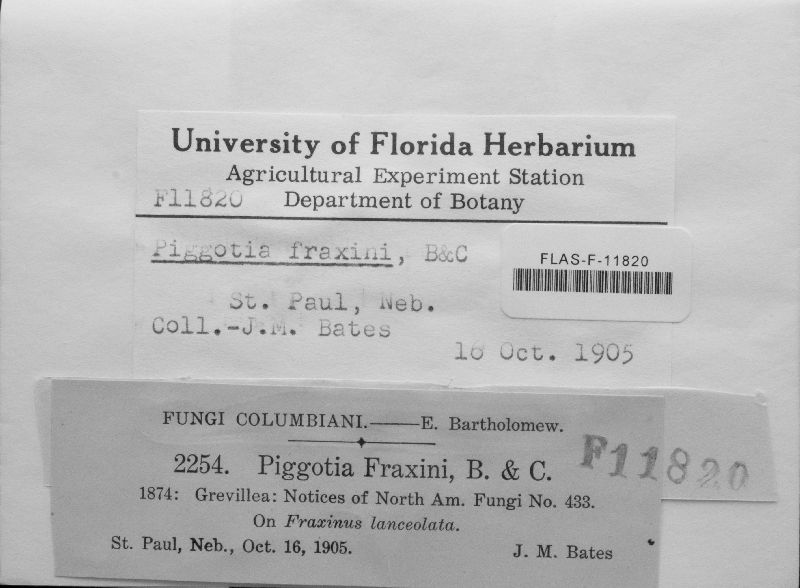 University of Florida Herbarium
Agricultural Experiment Station
F11820 Department of Botany
Piggotia fraxini, B&C
FLAS-F-11820
St. Paul, Neb.
Coll.-J.M. Bates
16 Oct. 1905
FUNGI COLUMBIANI.——E. Bartholomew.
2254. Piggotia Fraxini, B. & C.
F11820
1874: Grevillea: Notices of North Am. Fungi No. 433.
On Fraxinus lanceolata.
St. Paul, Neb., Oct. 16, 1905. J. M. Bates